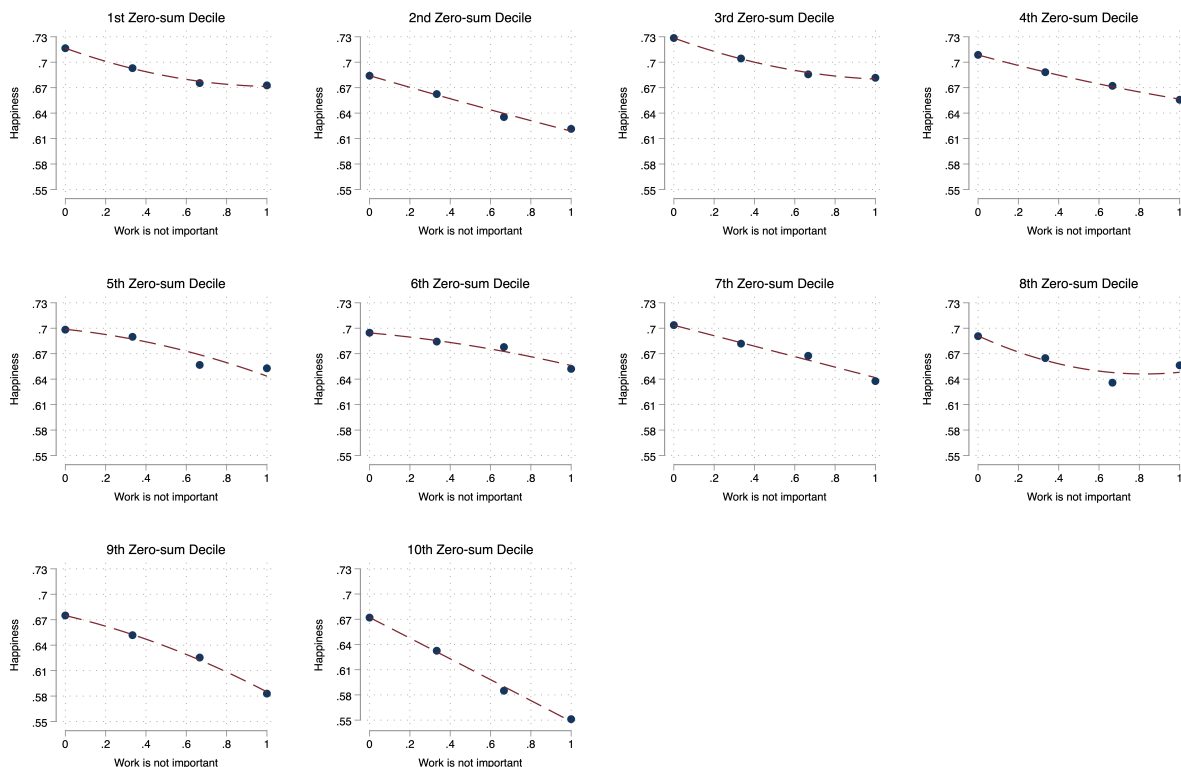 1st Zero-sum Decile
.73
.7
.67
.64
.61
.58
.55
Happiness
0 .2 .4 .6 .8 1
Work is not important
2nd Zero-sum Decile
.73
.7
.67
.64
.61
.58
.55
Happiness
0 .2 .4 .6 .8 1
Work is not important
3rd Zero-sum Decile
.73
.7
.67
.64
.61
.58
.55
Happiness
0 .2 .4 .6 .8 1
Work is not important
4th Zero-sum Decile
.73
.7
.67
.64
.61
.58
.55
Happiness
0 .2 .4 .6 .8 1
Work is not important
5th Zero-sum Decile
.73
.7
.67
.64
.61
.58
.55
Happiness
0 .2 .4 .6 .8 1
Work is not important
6th Zero-sum Decile
.73
.7
.67
.64
.61
.58
.55
Happiness
0 .2 .4 .6 .8 1
Work is not important
7th Zero-sum Decile
.73
.7
.67
.64
.61
.58
.55
Happiness
0 .2 .4 .6 .8 1
Work is not important
8th Zero-sum Decile
.73
.7
.67
.64
.61
.58
.55
Happiness
0 .2 .4 .6 .8 1
Work is not important
9th Zero-sum Decile
.73
.7
.67
.64
.61
.58
.55
Happiness
0 .2 .4 .6 .8 1
Work is not important
10th Zero-sum Decile
.73
.7
.67
.64
.61
.58
.55
Happiness
0 .2 .4 .6 .8 1
Work is not important